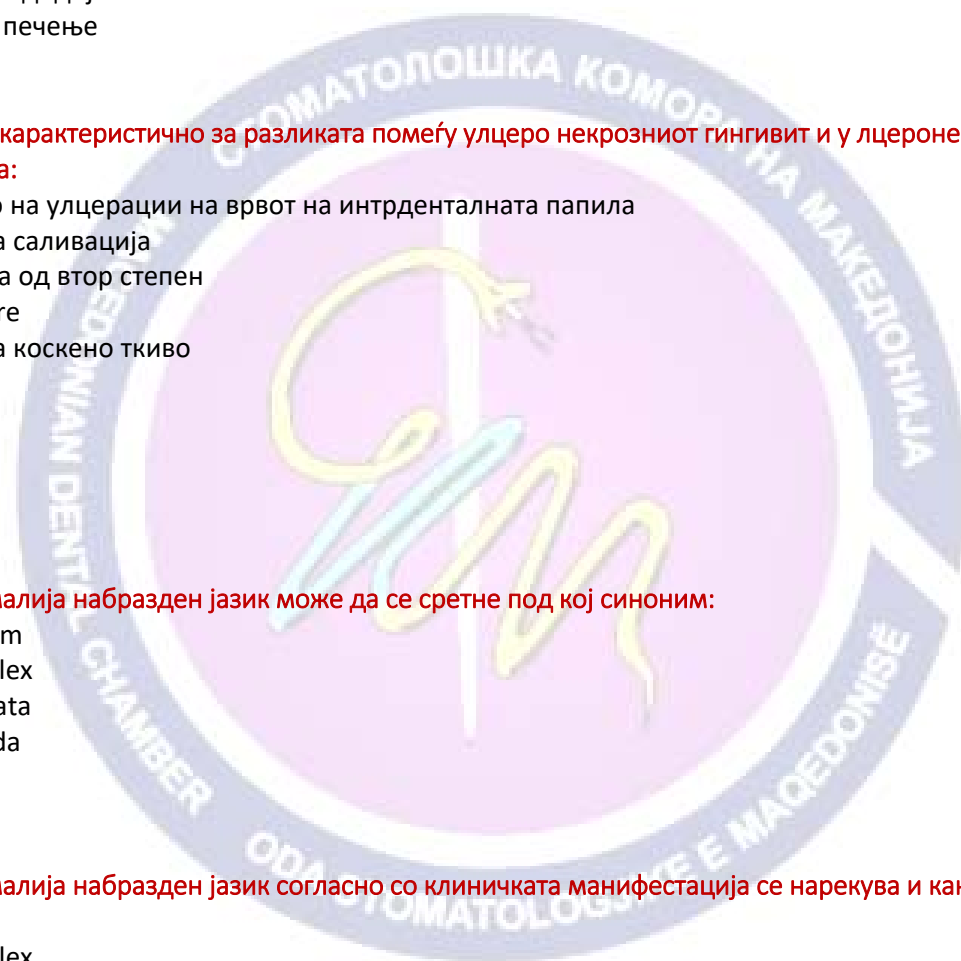 печење
СТОМАТОЛОШКА КОМОРА НА МАКЕДОНИЈА
карактеристично за разликата помеѓу улцеро некрозниот гингивит и у лцероне
а:
о на улцерации на врвот на интрденталната папила
а саливација
а од втор степен
re
а коскено ткиво
MACEDONIAN DENTAL CHAMBER
малија набразден јазик може да се сретне под кој синоним:
m
lex
ata
da
ODA STOMATOLOGJIKE E MAQEDONISË
малија набразден јазик согласно со клиничката манифестација се нарекува и как
lex